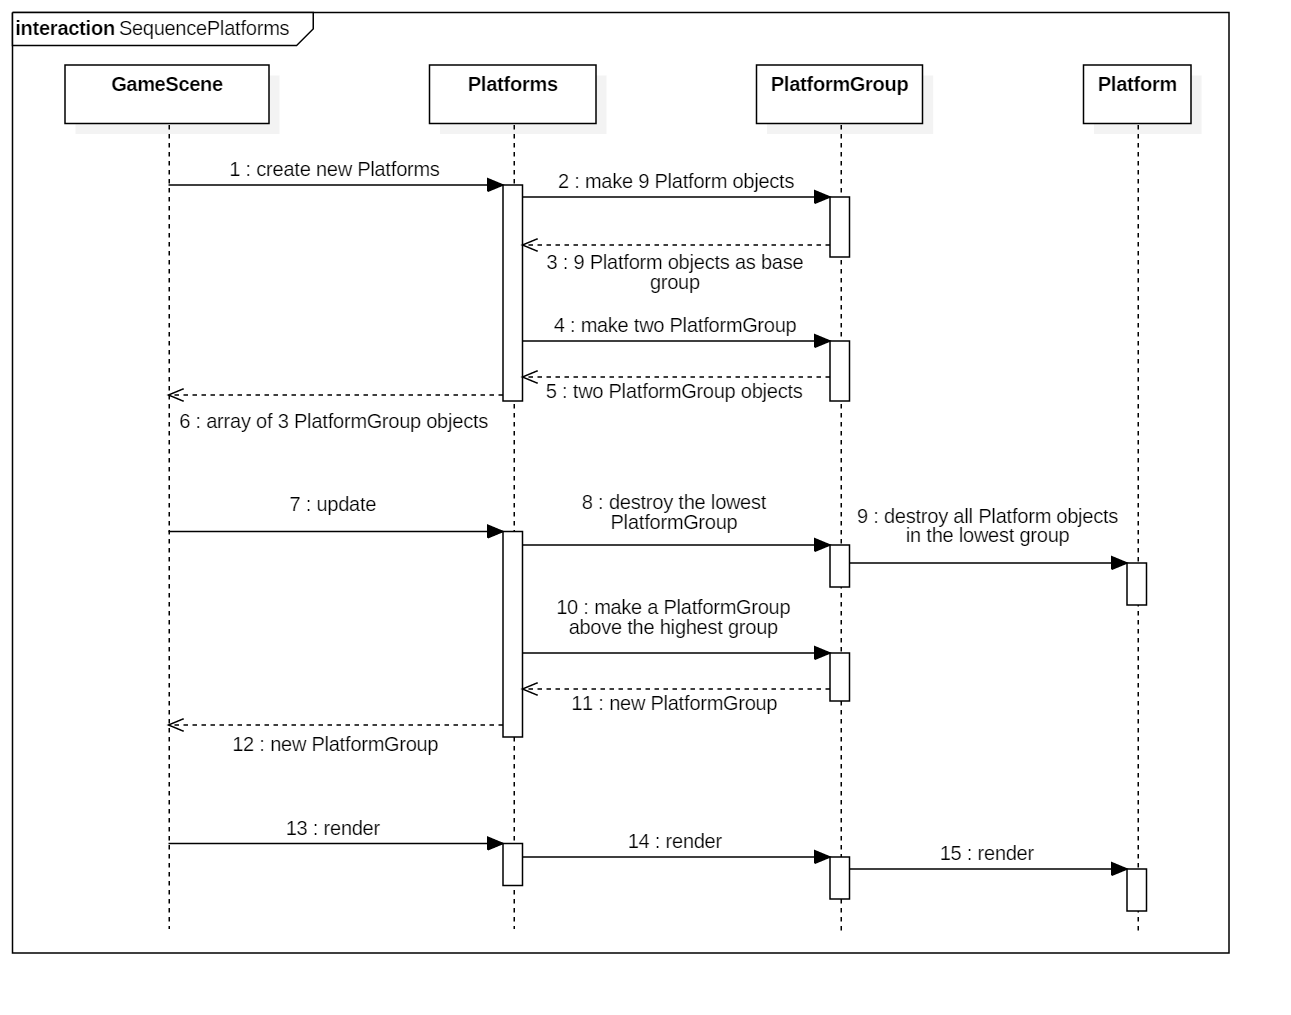 interaction SequencePlatforms
GameScene
Platforms
PlatformGroup
Platform
1 : create new Platforms
2 : make 9 Platform objects
3 : 9 Platform objects as base
group
4 : make two PlatformGroup
5 : two PlatformGroup objects
6 : array of 3 PlatformGroup objects
7 : update
8 : destroy the lowest
PlatformGroup
9 : destroy all Platform objects
in the lowest group
10 : make a PlatformGroup
above the highest group
11 : new PlatformGroup
12 : new PlatformGroup
13 : render
14 : render
15 : render